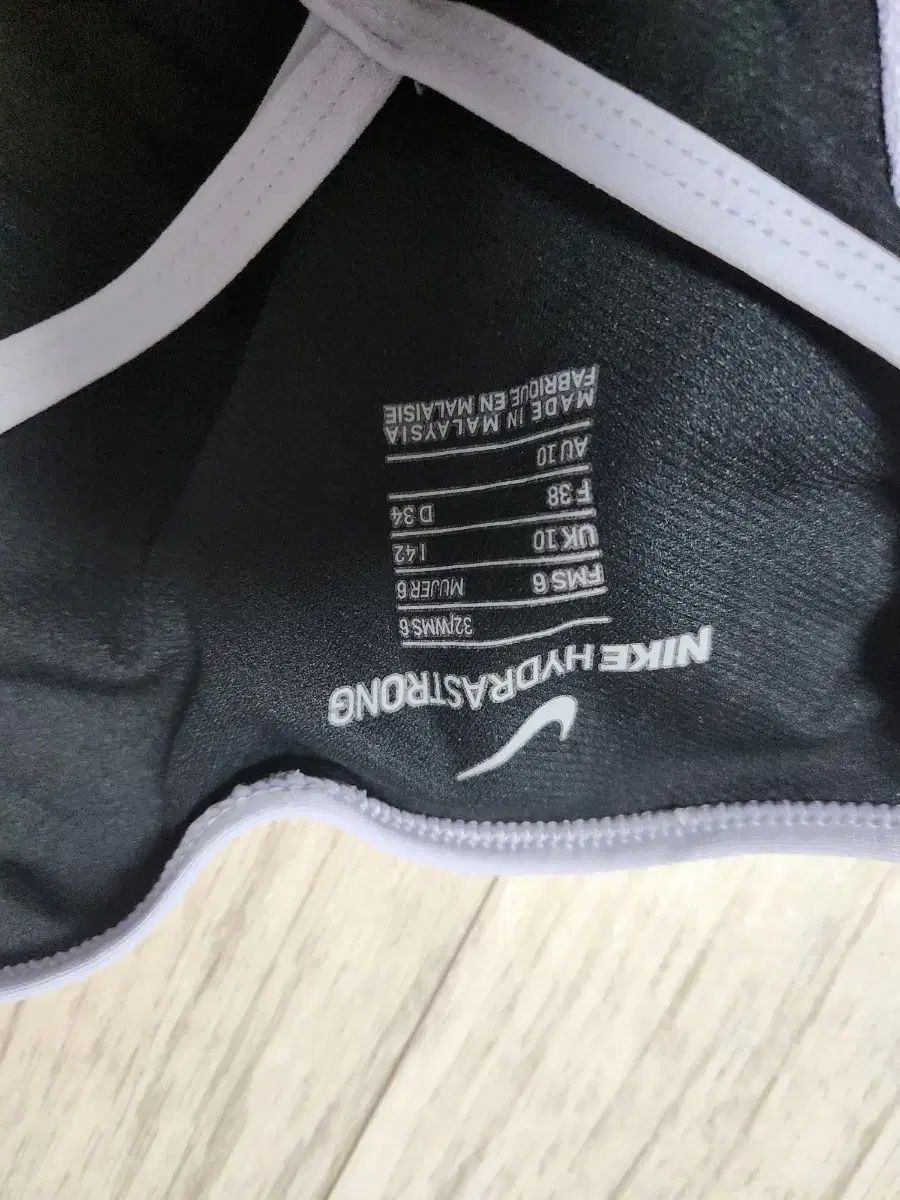 NIKE HYDRASTRONG
32/WMS 6
FMS 6 MUJER 6
UK 10 I 42
F 38 D 34
AU 10
MADE IN MALAYSIA
FABRIQUE EN MALAISIE